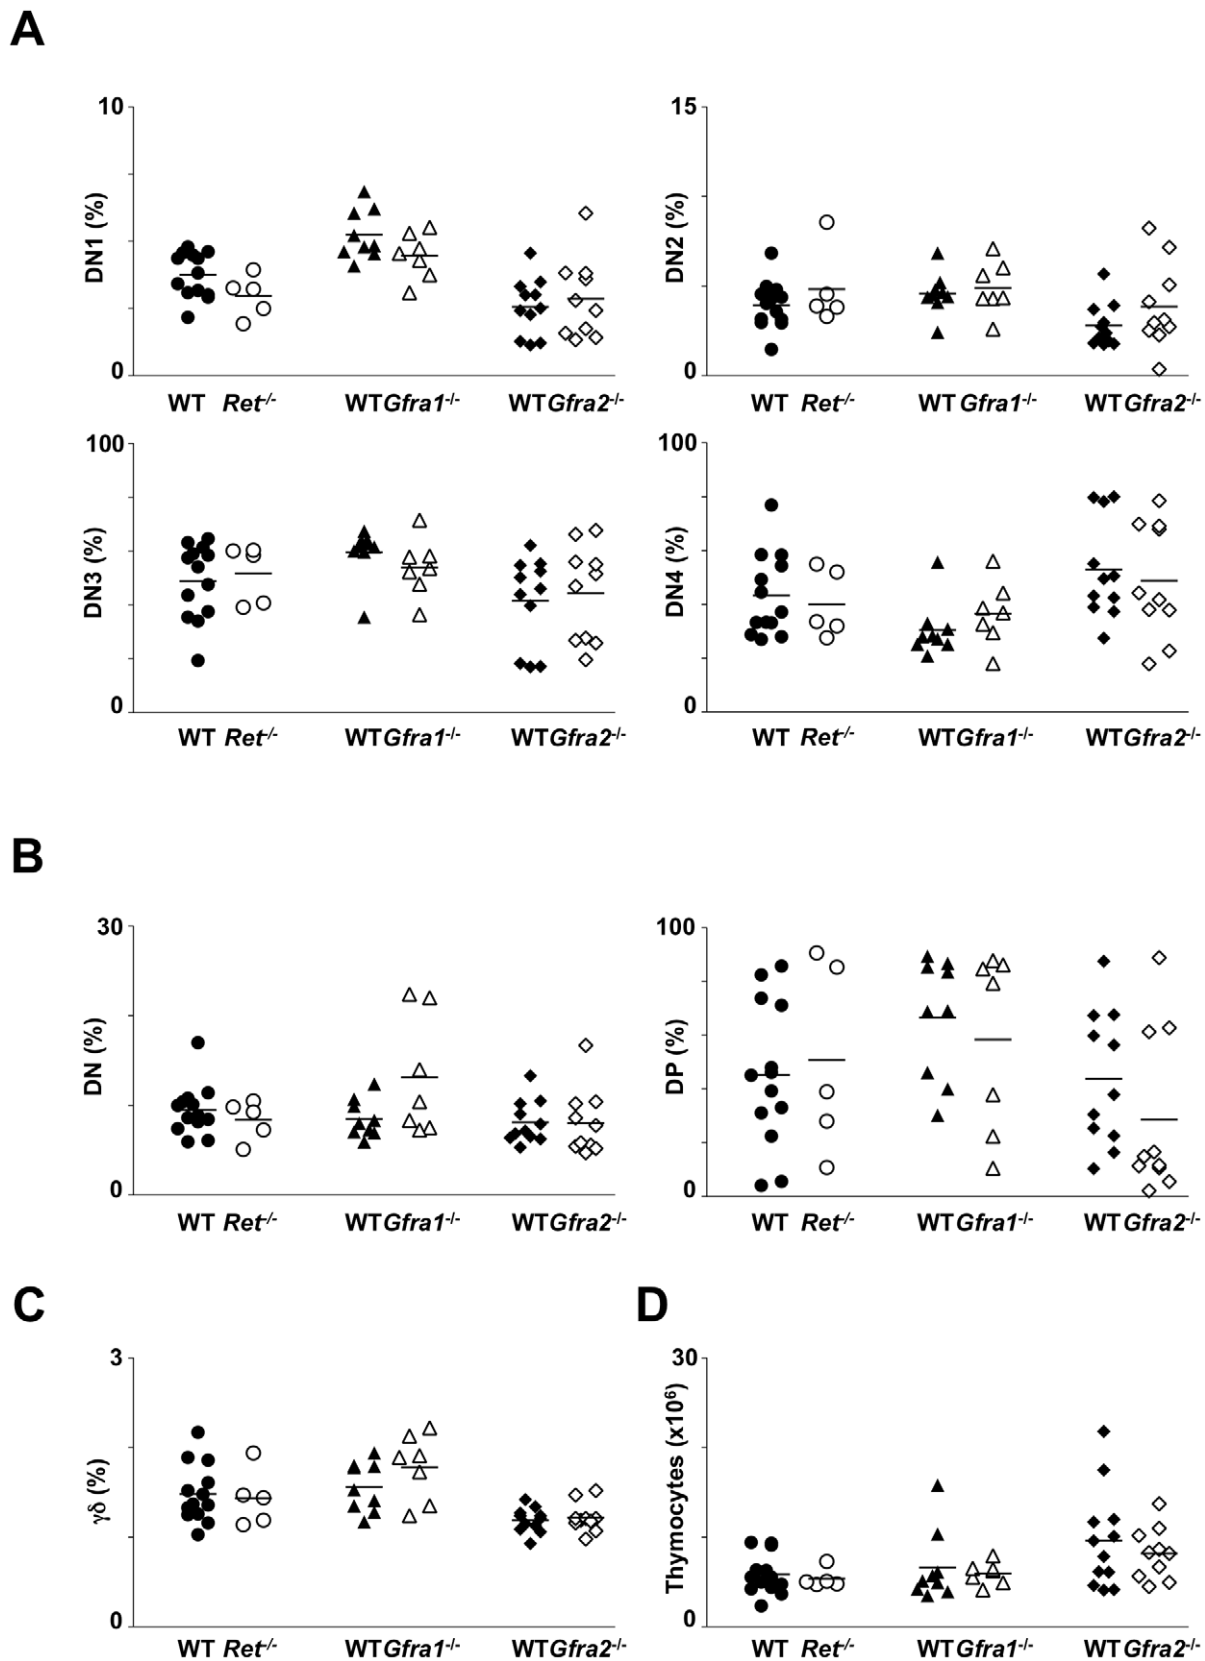 A
10
DN1 (%)
0
WT Ret-/- WT Gfra1-/- WT Gfra2-/-
15
DN2 (%)
0
WT Ret-/- WT Gfra1-/- WT Gfra2-/-
100
DN3 (%)
0
WT Ret-/- WT Gfra1-/- WT Gfra2-/-
100
DN4 (%)
0
WT Ret-/- WT Gfra1-/- WT Gfra2-/-
B
30
DN (%)
0
WT Ret-/- WT Gfra1-/- WT Gfra2-/-
100
DP (%)
0
WT Ret-/- WT Gfra1-/- WT Gfra2-/-
C
3
γδ (%)
0
WT Ret-/- WT Gfra1-/- WT Gfra2-/-
D
30
Thymocytes (x10⁶)
0
WT Ret-/- WT Gfra1-/- WT Gfra2-/-